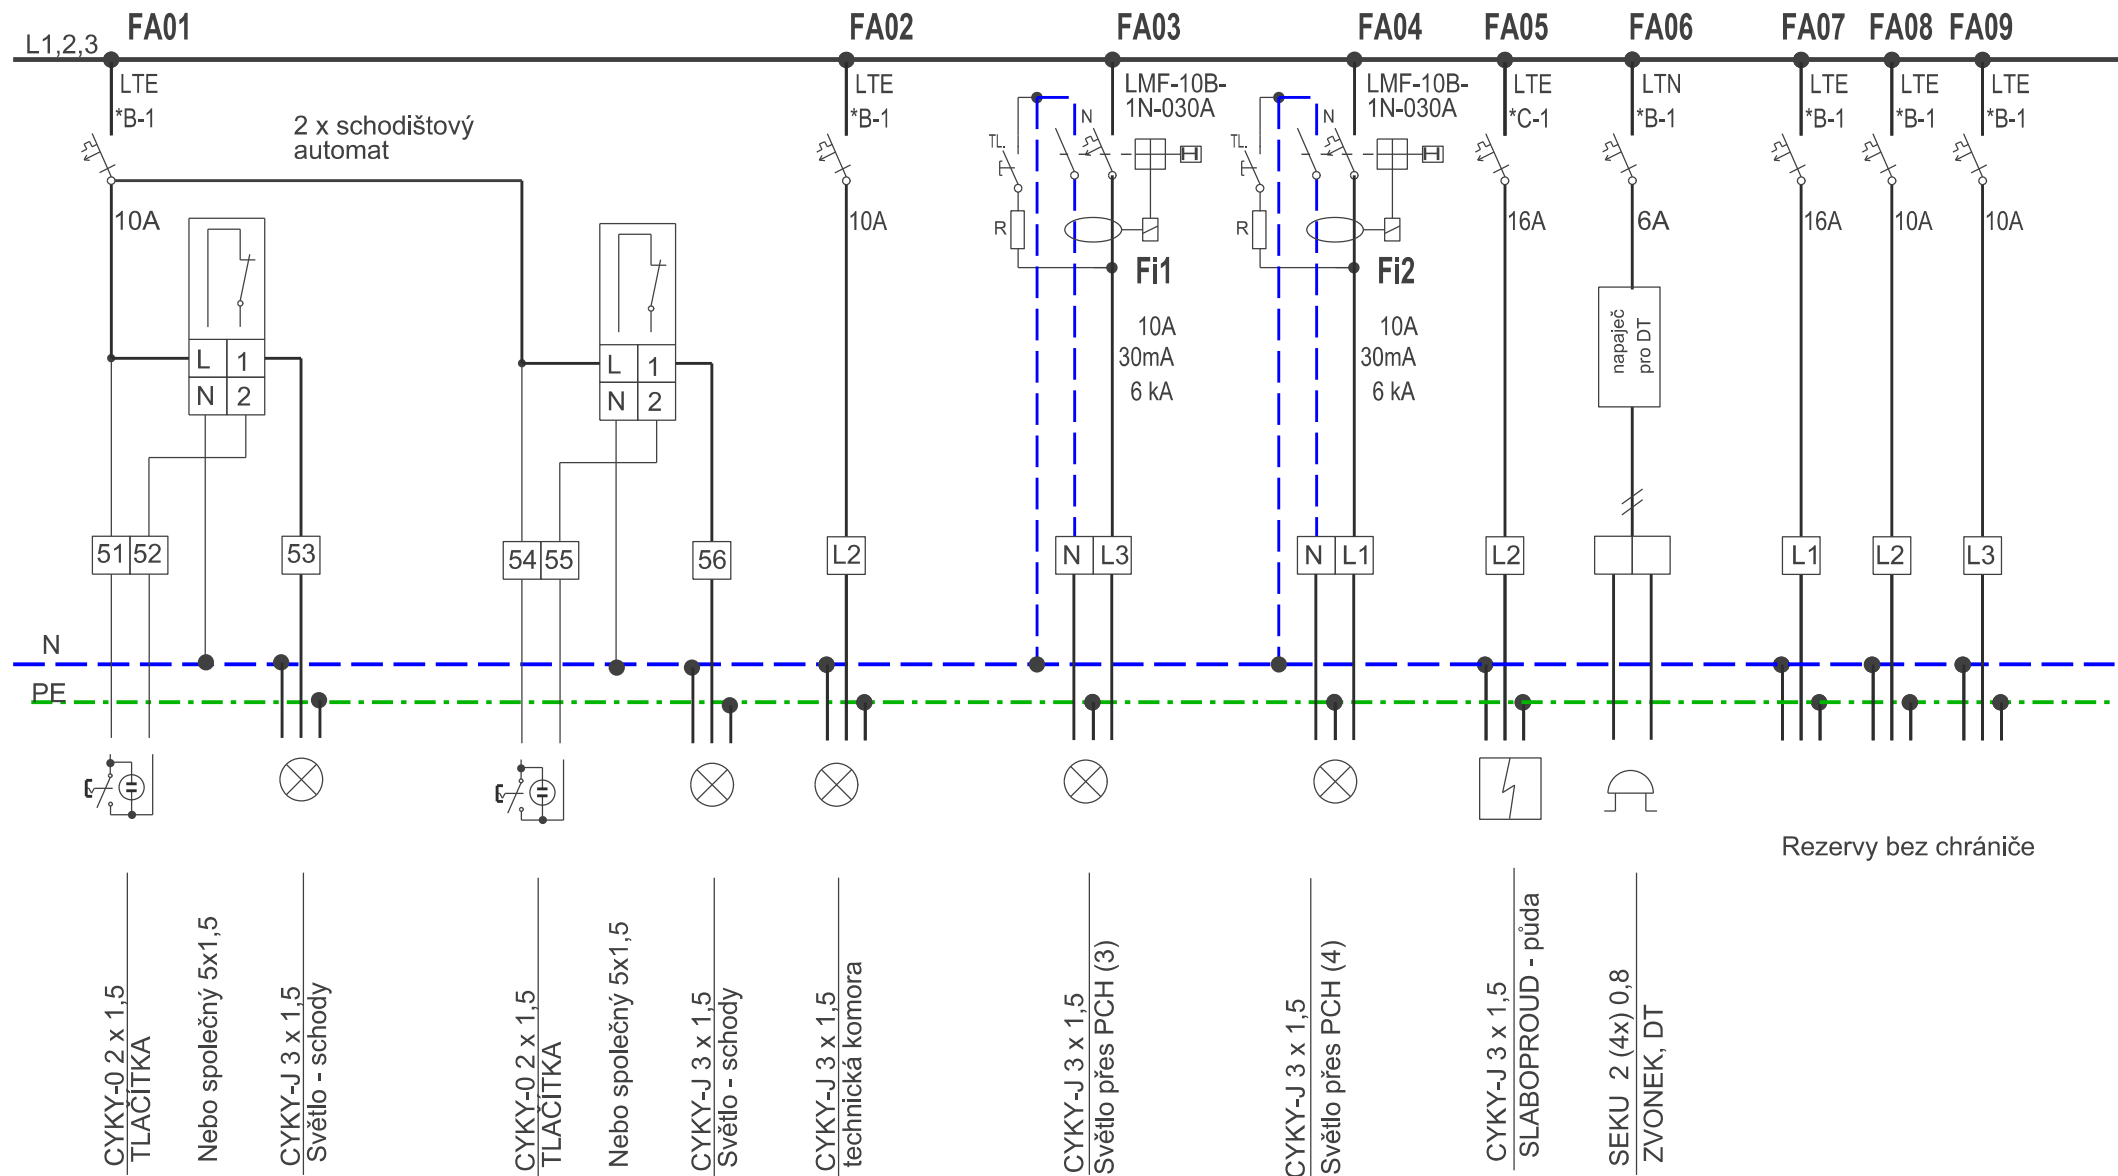 FA01
FA02
FA03
FA04
FA05
FA06
FA07
FA08
FA09
L1,2,3
LTE
*B-1
10A
2 x schodištový
automat
L
1
N
2
L
1
N
2
LTE
*B-1
10A
LMF-10B-
1N-030A
N
TL.
R
Fi1
10A
30mA
6 kA
LMF-10B-
1N-030A
N
TL.
R
Fi2
10A
30mA
6 kA
LTE
*C-1
16A
LTN
*B-1
6A
napaječ
pro DT
LTE
*B-1
16A
LTE
*B-1
10A
LTE
*B-1
10A
51
52
53
54
55
56
L2
N
L3
N
L1
L2
L1
L2
L3
N
PE
Rezervy bez chrániče
CYKY-0 2 x 1,5
TLAČÍTKA
Nebo společný 5x1,5
CYKY-J 3 x 1,5
Světlo - schody
CYKY-0 2 x 1,5
TLAČÍTKA
Nebo společný 5x1,5
CYKY-J 3 x 1,5
Světlo - schody
CYKY-J 3 x 1,5
technická komora
CYKY-J 3 x 1,5
Světlo přes PCH (3)
CYKY-J 3 x 1,5
Světlo přes PCH (4)
CYKY-J 3 x 1,5
SLABOPROUD - půda
SEKU 2 (4x) 0,8
ZVONEK, DT